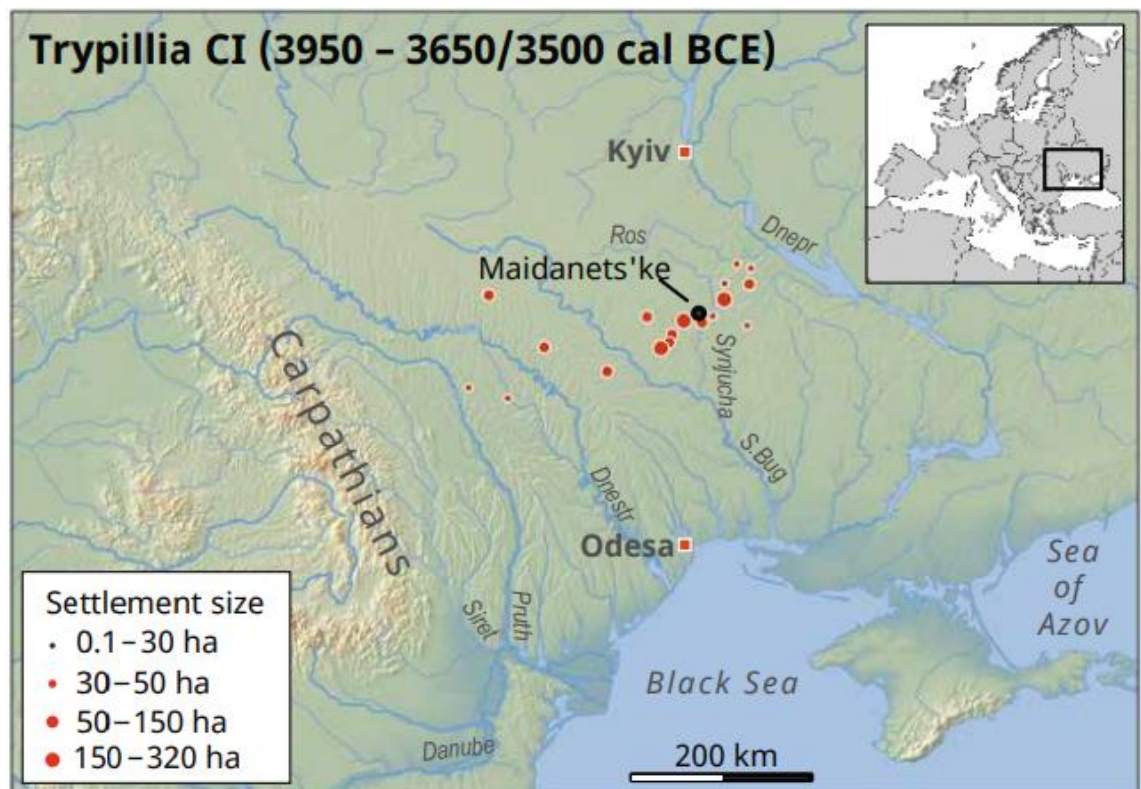 Trypillia CI (3950 – 3650/3500 cal BCE)
Kyiv
Dnepr
Ros
Maidanets'ke
Carpathians
Synjucha
S.Bug
Dnestr
Odesa
Sea
of
Azov
Settlement size
0.1–30 ha
30–50 ha
50–150 ha
150–320 ha
Siret
Pruth
Black Sea
Danube
200 km